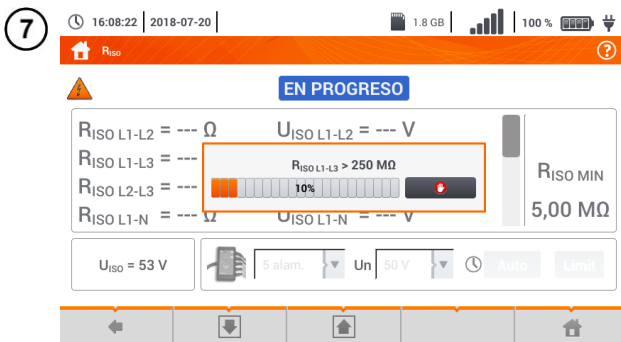 7
16:08:22 2018-07-20 1.8 GB 100 %
RISO ?
EN PROGRESO
RISO L1-L2 = --- Ω UISO L1-L2 = --- V
RISO L1-L3 = ---
RISO L1-L3 > 250 MΩ
RISO L2-L3 = ---
10%
RISO L1-N = --- Ω UISO L1-N = --- V
RISO MIN
5,00 MΩ
UISO = 53 V 5 alam. Un 50 V Auto Limit